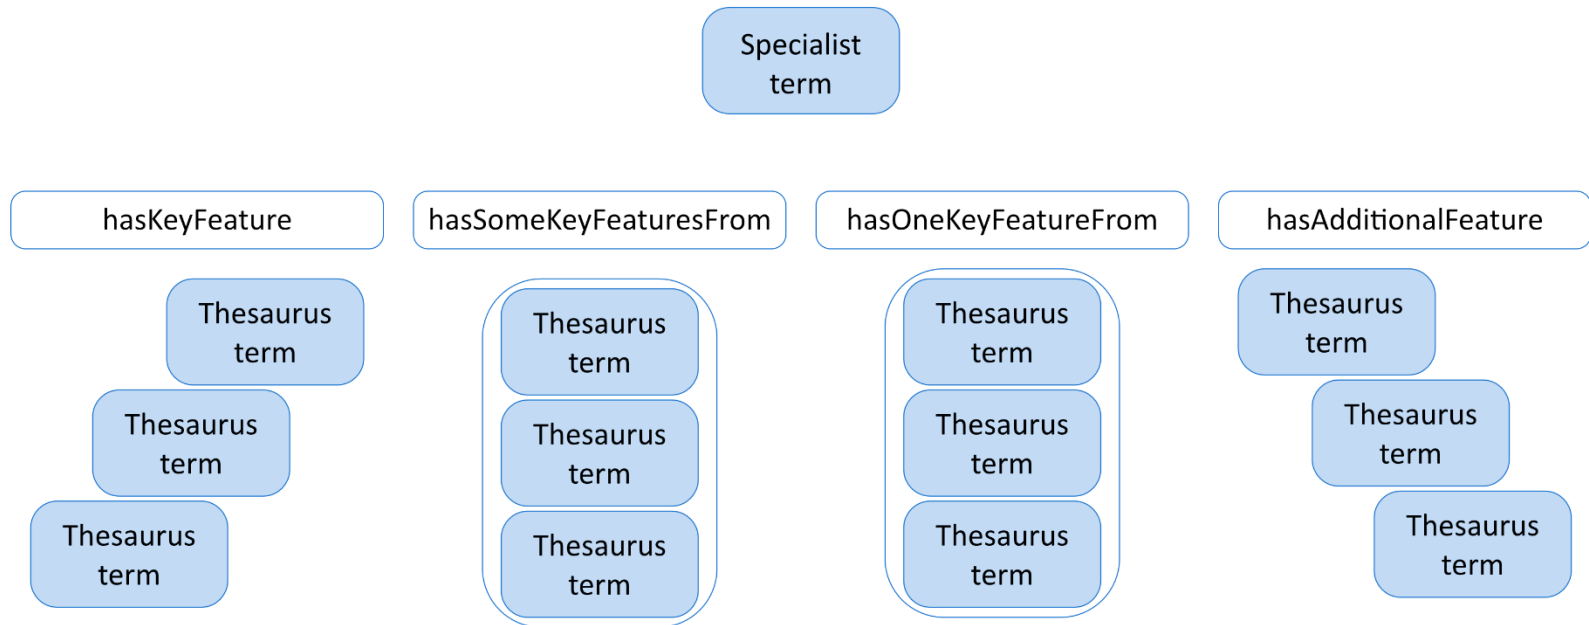 Specialist
term
hasKeyFeature
hasSomeKeyFeaturesFrom
hasOneKeyFeatureFrom
hasAdditionalFeature
Thesaurus
term
Thesaurus
term
Thesaurus
term
Thesaurus
term
Thesaurus
term
Thesaurus
term
Thesaurus
term
Thesaurus
term
Thesaurus
term
Thesaurus
term
Thesaurus
term
Thesaurus
term